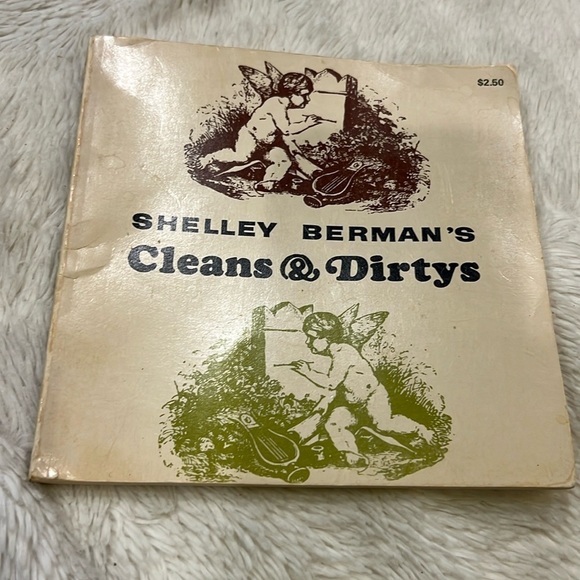 $2.50
SHELLEY BERMAN'S
Cleans & Dirtys